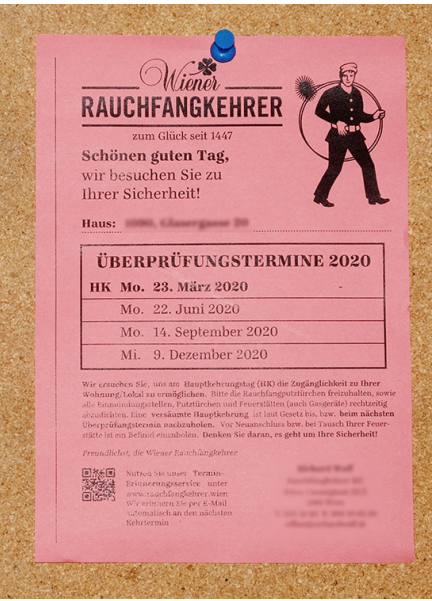 Wiener
RAUCHFANGKEHRER
zum Glück seit 1447
Schönen guten Tag,
wir besuchen Sie zu
Ihrer Sicherheit!
Haus:
ÜBERPRÜFUNGSTERMINE 2020
HK Mo. 23. März 2020 -
Mo. 22. Juni 2020
Mo. 14. September 2020
Mi. 9. Dezember 2020
Wir ersuchen Sie, uns am Hauptkehrungstag (HK) die Zugänglichkeit zu Ihrer
Wohnung/Lokal zu ermöglichen. Bitte die Rauchfangputztürchen freizuhalten, sowie
alle Einmündungsstellen, Putztürchen und Feuerstätten (auch Gasgeräte) rechtzeitig
abzudichten. Eine versäumte Hauptkehrung ist laut Gesetz bis, bzw. beim nächsten
Überprüfungstermin nachzuholen. Vor Neuanschluss bzw. bei Tausch Ihrer Feuer-
stätte ist ein Befund einzuholen. Denken Sie daran, es geht um Ihre Sicherheit!
Freundlichst, die Wiener Rauchfangkehrer
Nutzen Sie unser Termin-
Erinnerungsservice unter
www.rauchfangkehrer.wien
Wir erinnern Sie per E-Mail
automatisch an den nächsten
Kehrtermin